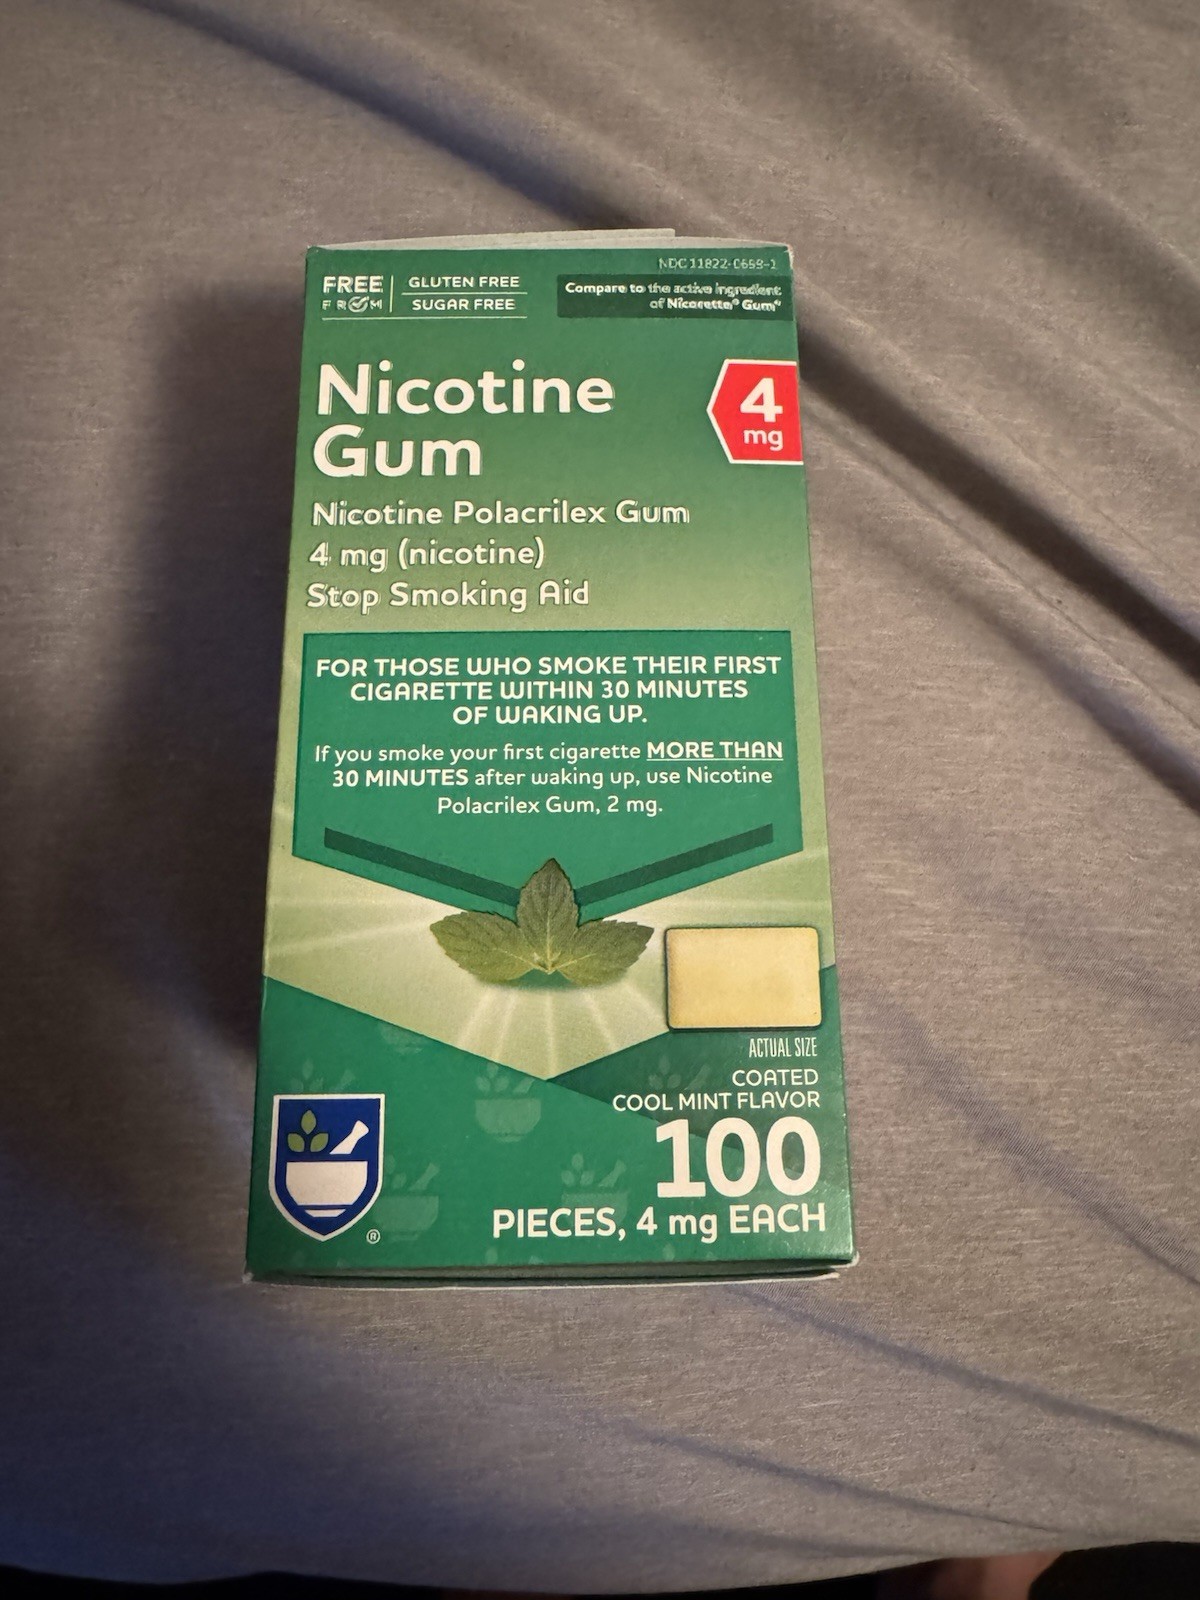 FREE
FROM
GLUTEN FREE
SUGAR FREE
NDC 11822-0659-1
Compare to the active ingredient
of Nicorette® Gum*
Nicotine
Gum
4
mg
Nicotine Polacrilex Gum
4 mg (nicotine)
Stop Smoking Aid
FOR THOSE WHO SMOKE THEIR FIRST
CIGARETTE WITHIN 30 MINUTES
OF WAKING UP.
If you smoke your first cigarette MORE THAN
30 MINUTES after waking up, use Nicotine
Polacrilex Gum, 2 mg.
ACTUAL SIZE
COATED
COOL MINT FLAVOR
100
PIECES, 4 mg EACH
®